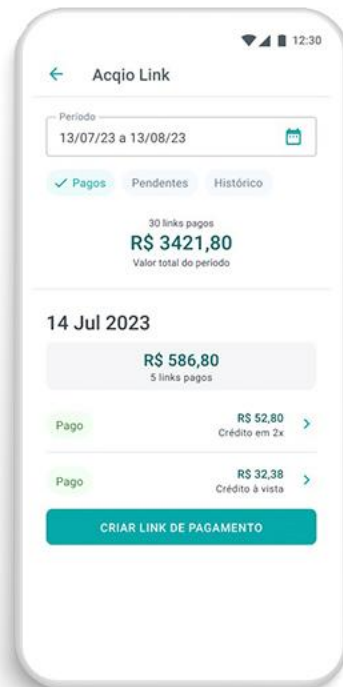 12:30
Acqio Link
Período
13/07/23 a 13/08/23
Pagos Pendentes Histórico
30 links pagos
R$ 3421,80
Valor total do período
14 Jul 2023
R$ 586,80
5 links pagos
Pago
R$ 52,80
Crédito em 2x
Pago
R$ 32,38
Crédito à vista
CRIAR LINK DE PAGAMENTO